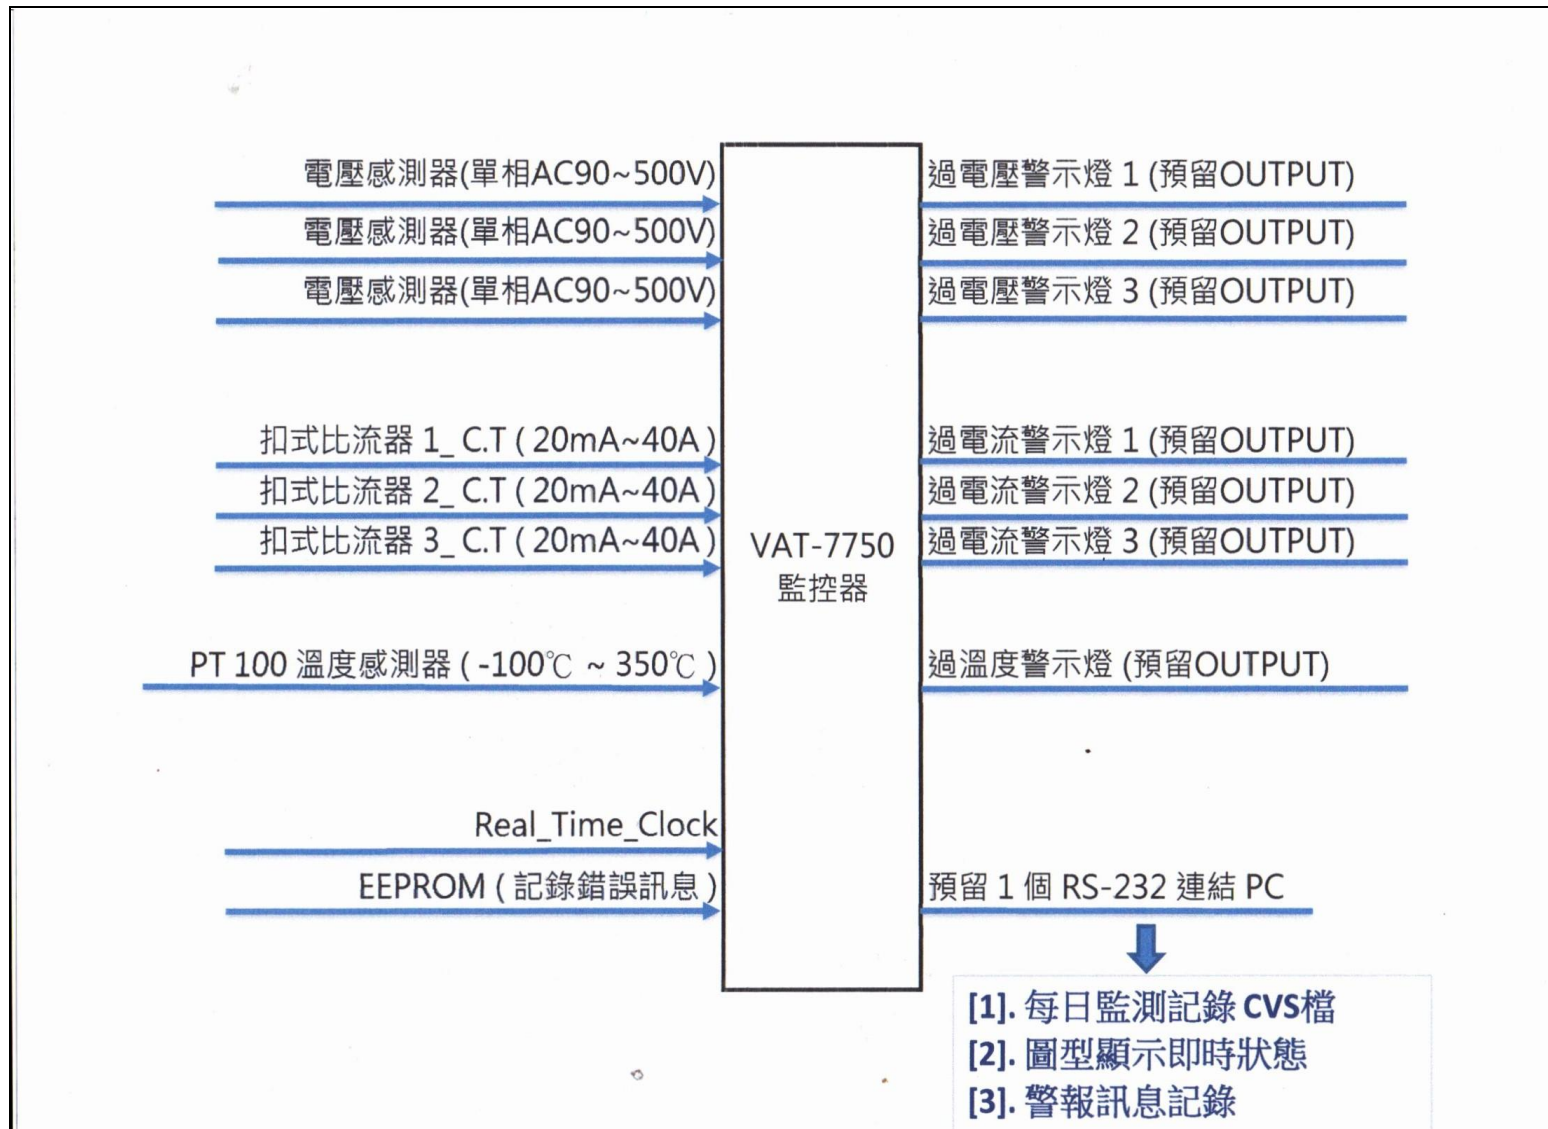 電壓感測器(單相AC90~500V)
電壓感測器(單相AC90~500V)
電壓感測器(單相AC90~500V)
扣式比流器 1_ C.T ( 20mA~40A )
扣式比流器 2_ C.T ( 20mA~40A )
扣式比流器 3_ C.T ( 20mA~40A )
PT 100 溫度感測器 ( -100℃ ~ 350℃ )
Real_Time_Clock
EEPROM ( 記錄錯誤訊息 )
VAT-7750
監控器
過電壓警示燈 1 (預留OUTPUT)
過電壓警示燈 2 (預留OUTPUT)
過電壓警示燈 3 (預留OUTPUT)
過電流警示燈 1 (預留OUTPUT)
過電流警示燈 2 (預留OUTPUT)
過電流警示燈 3 (預留OUTPUT)
過溫度警示燈 (預留OUTPUT)
預留 1 個 RS-232 連結 PC
[1]. 每日監測記錄 CVS檔
[2]. 圖型顯示即時狀態
[3]. 警報訊息記錄